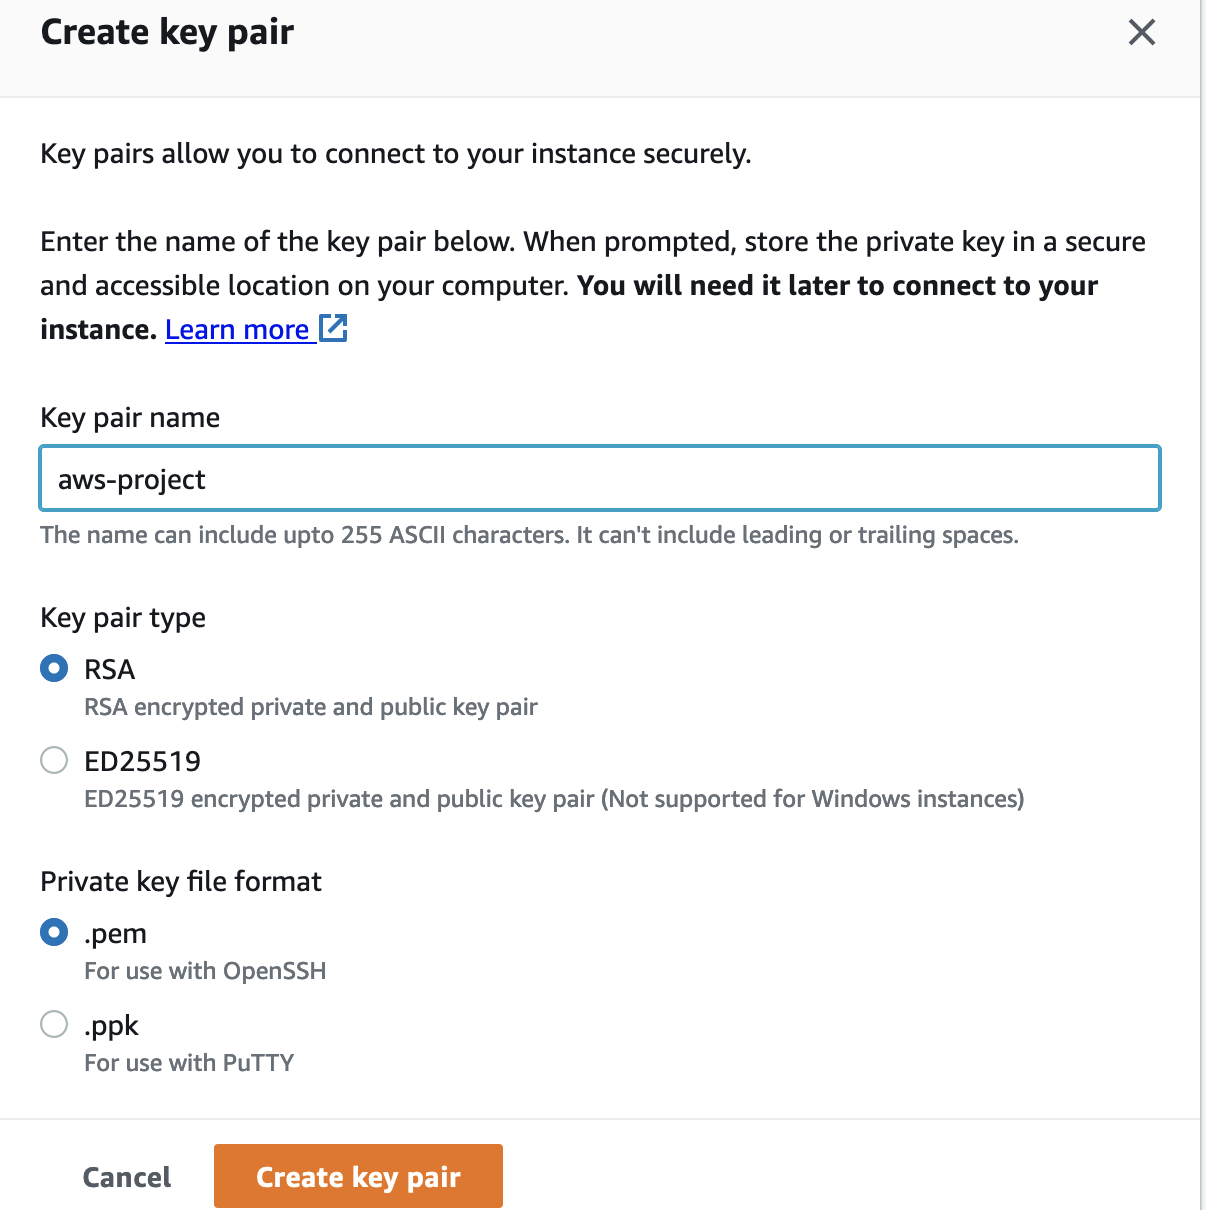 Create key pair
Key pairs allow you to connect to your instance securely.
Enter the name of the key pair below. When prompted, store the private key in a secure
and accessible location on your computer. You will need it later to connect to your
instance. Learn more
Key pair name
aws-project
The name can include upto 255 ASCII characters. It can't include leading or trailing spaces.
Key pair type
RSA
RSA encrypted private and public key pair
ED25519
ED25519 encrypted private and public key pair (Not supported for Windows instances)
Private key file format
.pem
For use with OpenSSH
.ppk
For use with PuTTY
Cancel
Create key pair